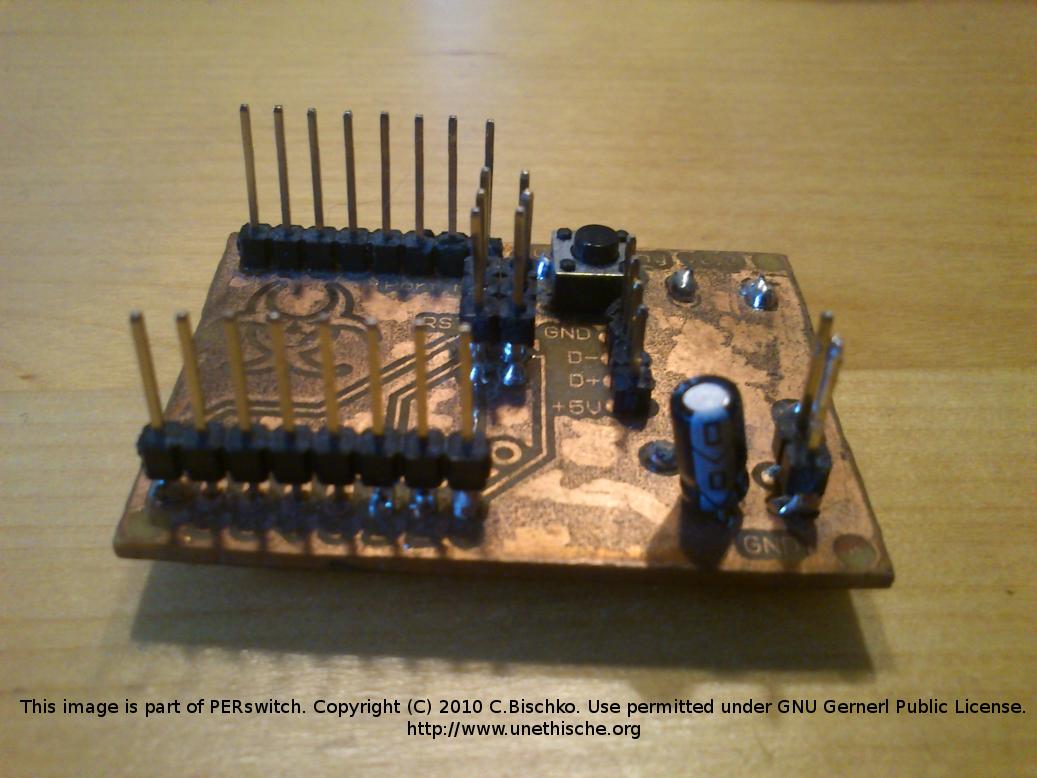 GND
D-
D+
+5V
GND
This image is part of PERswitch. Copyright (C) 2010 C.Bischko. Use permitted under GNU Gernerl Public License.
http://www.unethische.org